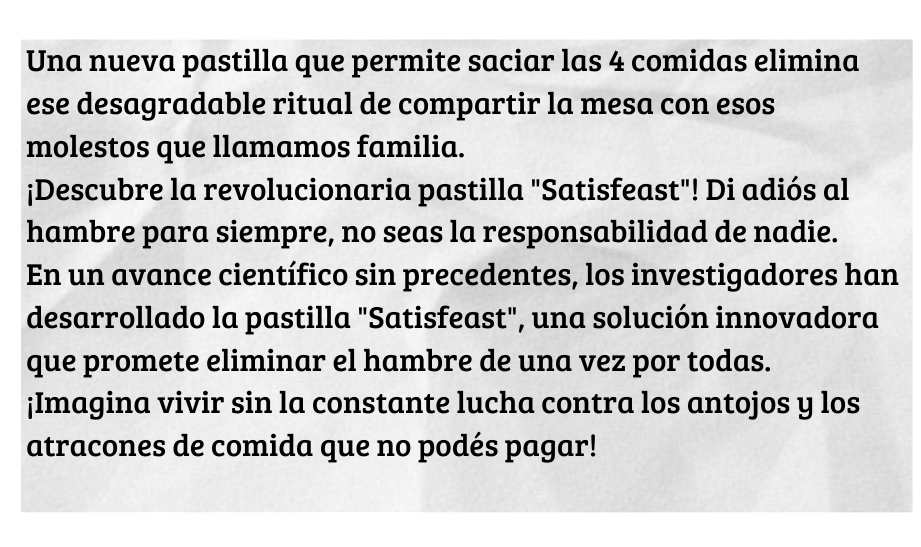 Una nueva pastilla que permite saciar las 4 comidas elimina
ese desagradable ritual de compartir la mesa con esos
molestos que llamamos familia.
¡Descubre la revolucionaria pastilla "Satisfeast"! Di adiós al
hambre para siempre, no seas la responsabilidad de nadie.
En un avance científico sin precedentes, los investigadores han
desarrollado la pastilla "Satisfeast", una solución innovadora
que promete eliminar el hambre de una vez por todas.
¡Imagina vivir sin la constante lucha contra los antojos y los
atracones de comida que no podés pagar!